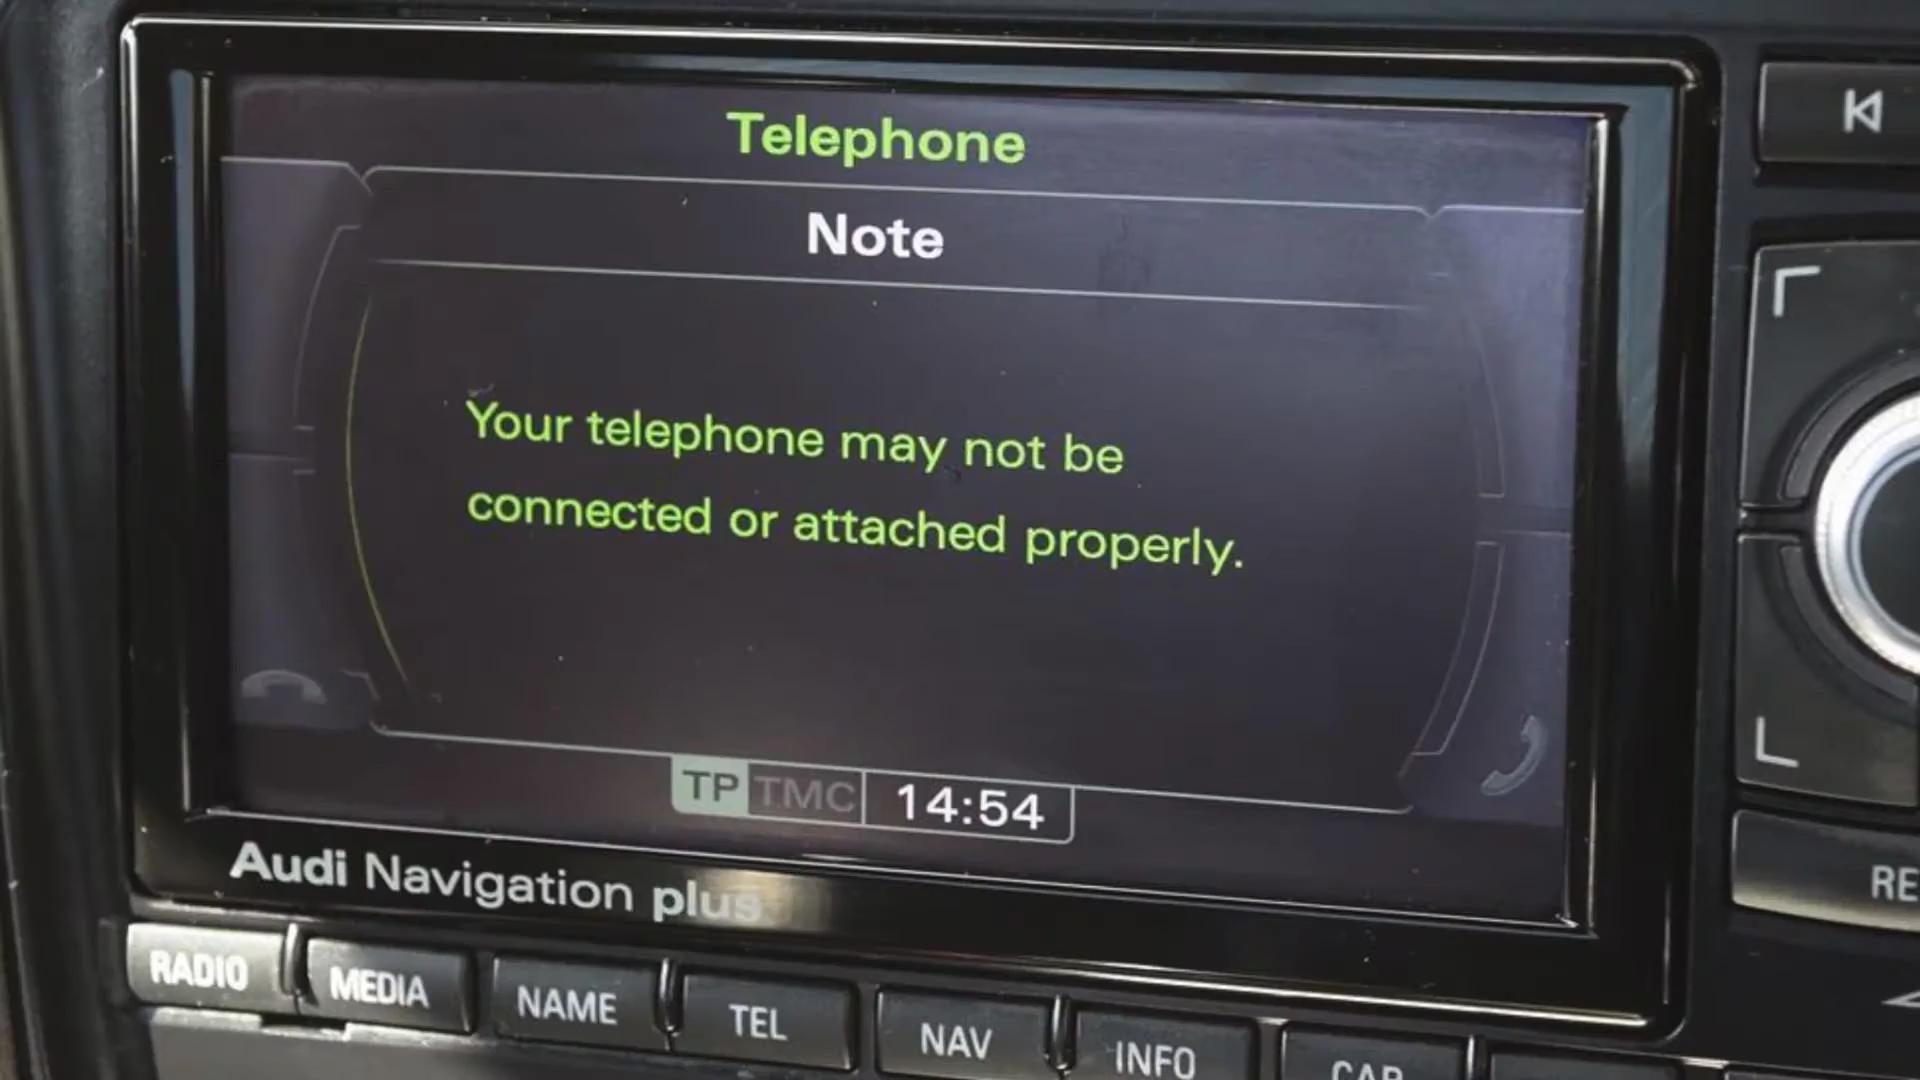 Telephone
Note
Your telephone may not be
connected or attached properly.
TP TMC 14:54
Audi Navigation plus
RADIO MEDIA NAME TEL NAV INFO CAR